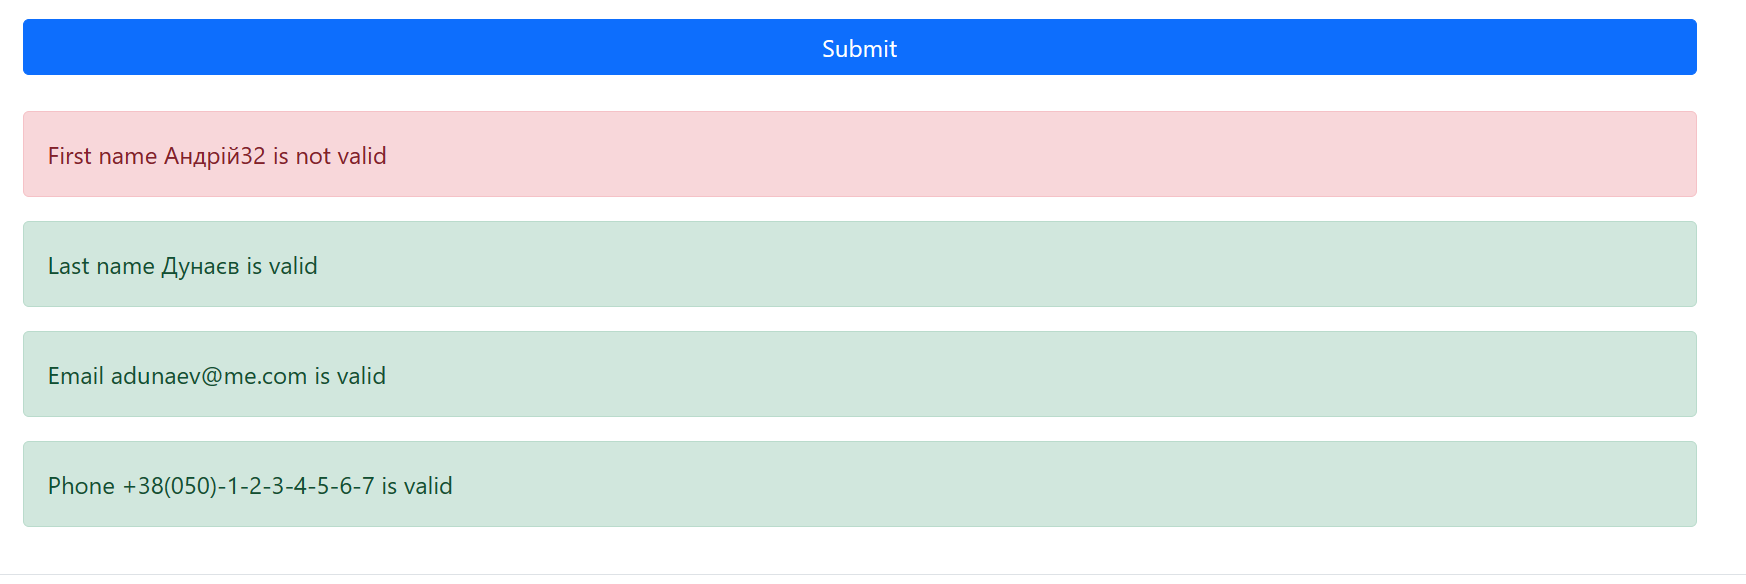 Submit
First name Андрій32 is not valid
Last name Дунаєв is valid
Email adunaev@me.com is valid
Phone +38(050)-1-2-3-4-5-6-7 is valid